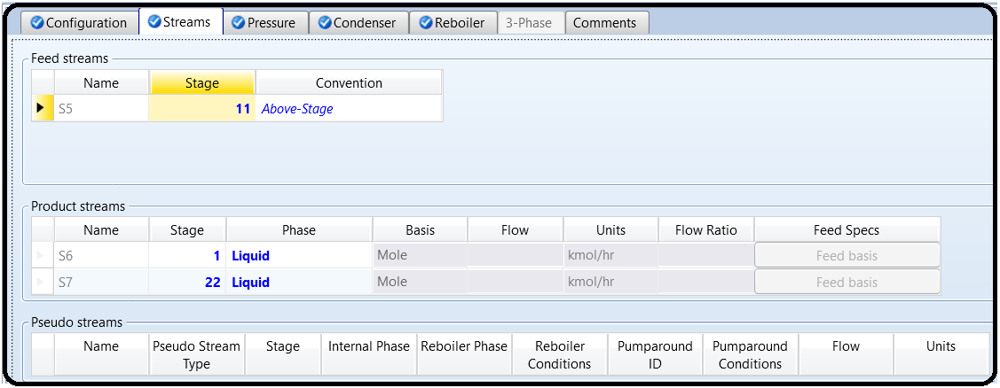 Configuration Streams Pressure Condenser Reboiler 3-Phase Comments
Feed streams
Name Stage Convention
S5 11 Above-Stage
Product streams
Name Stage Phase Basis Flow Units Flow Ratio Feed Specs
S6 1 Liquid Mole kmol/hr Feed basis
S7 22 Liquid Mole kmol/hr Feed basis
Pseudo streams
Name Pseudo Stream Type Stage Internal Phase Reboiler Phase Reboiler Conditions Pumparound ID Pumparound Conditions Flow Units